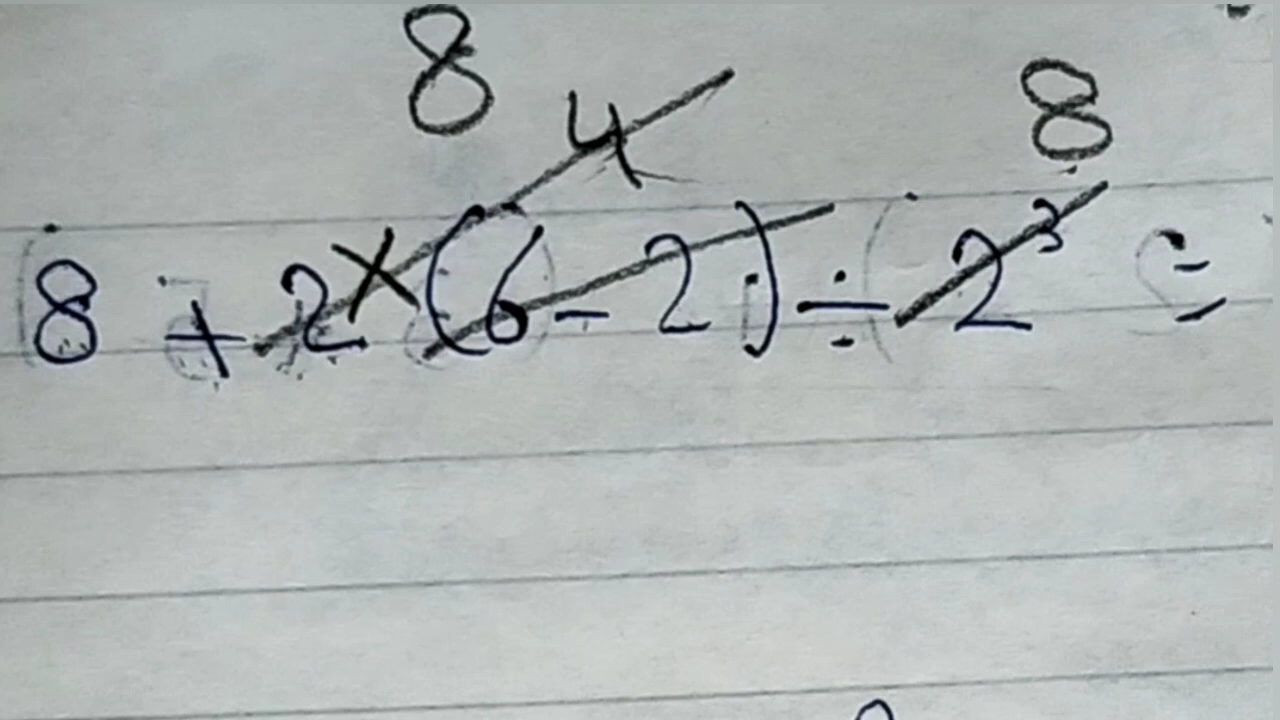 8 4 8
8 + 2 × (6 - 2) ÷ 2³ =